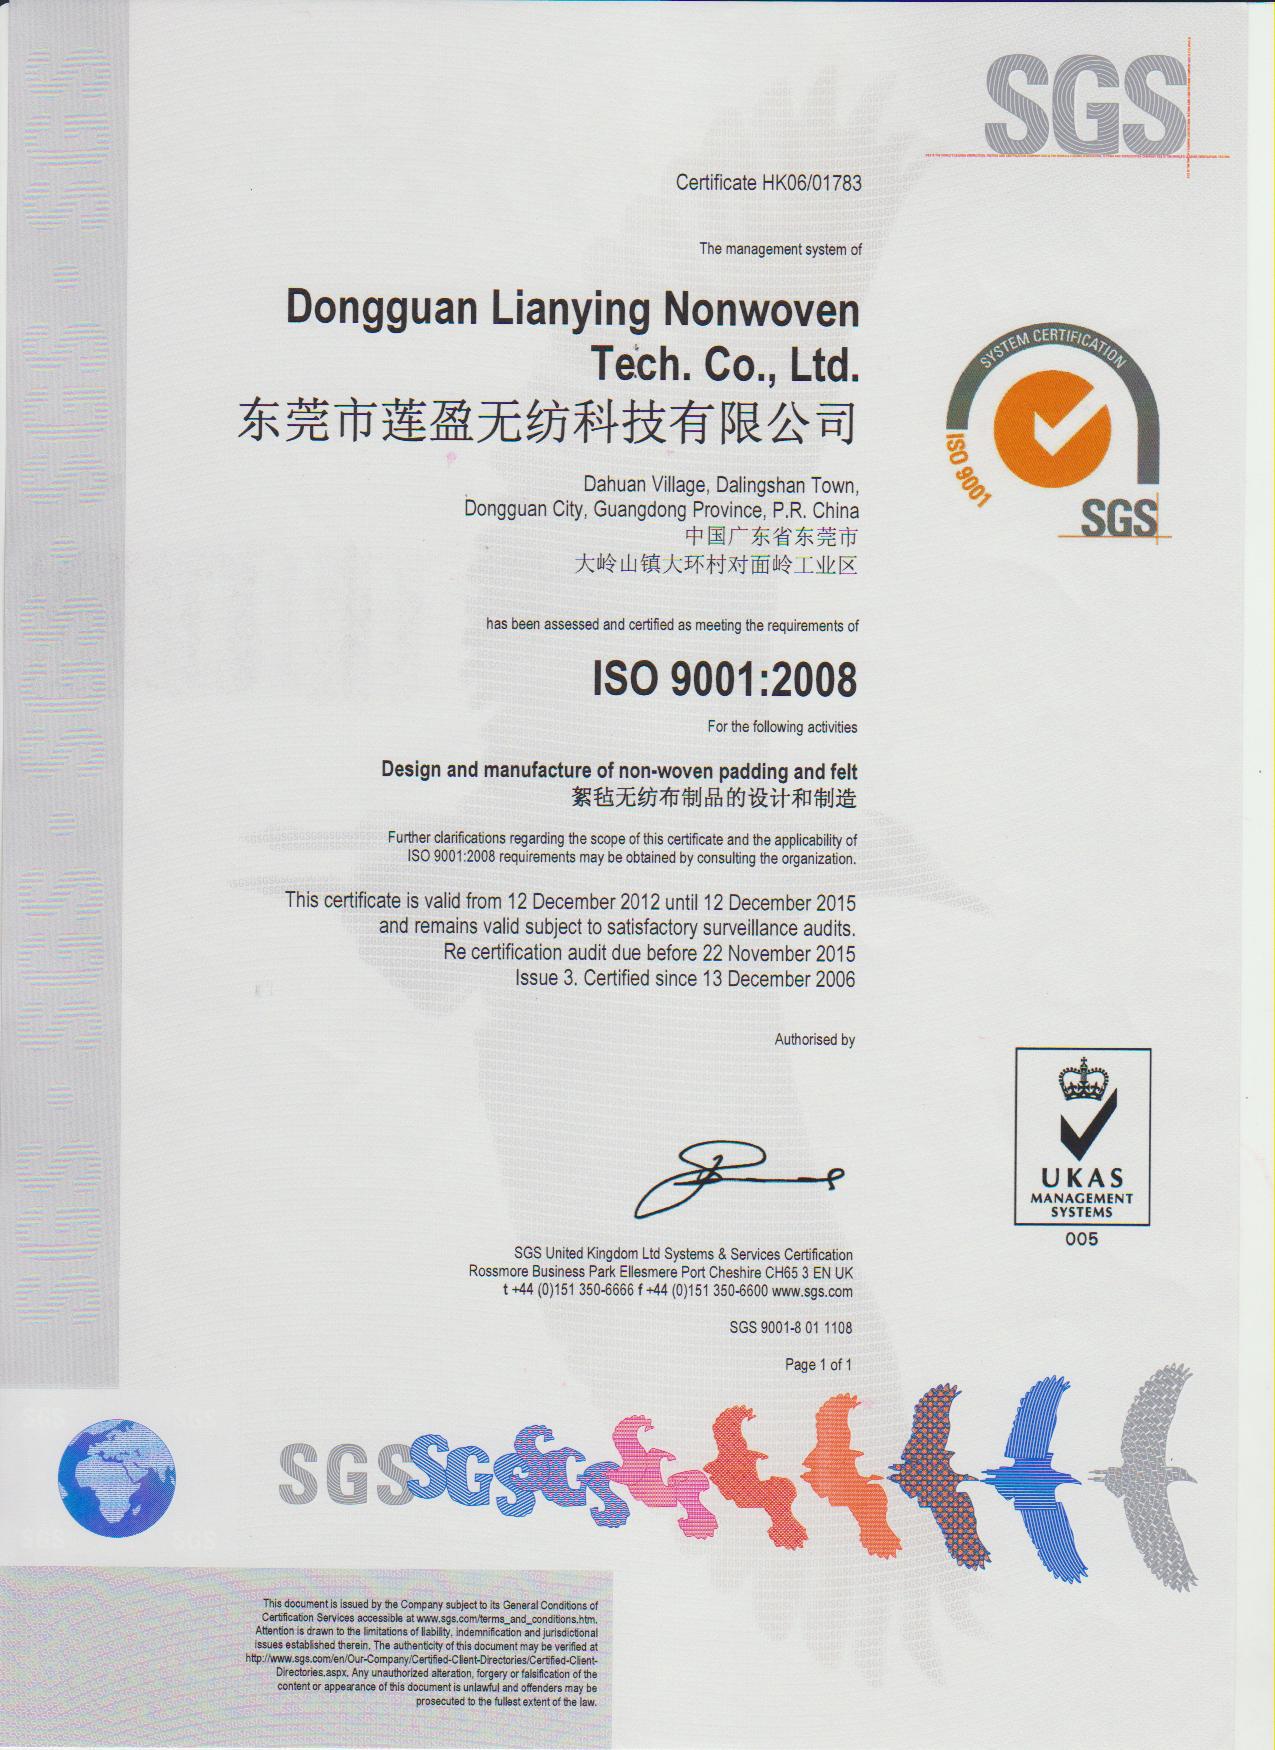 SGS
Certificate HK06/01783
The management system of
Dongguan Lianying Nonwoven
Tech. Co., Ltd.
东莞市莲盈无纺科技有限公司
Dahuan Village, Dalingshan Town,
Dongguan City, Guangdong Province, P.R. China
中国广东省东莞市
大岭山镇大环村对面岭工业区
SYSTEM CERTIFICATION
ISO 9001
SGS
has been assessed and certified as meeting the requirements of
ISO 9001:2008
For the following activities
Design and manufacture of non-woven padding and felt
絮毡无纺布制品的设计和制造
Further clarifications regarding the scope of this certificate and the applicability of
ISO 9001:2008 requirements may be obtained by consulting the organization.
This certificate is valid from 12 December 2012 until 12 December 2015
and remains valid subject to satisfactory surveillance audits.
Re certification audit due before 22 November 2015
Issue 3. Certified since 13 December 2006
Authorised by
UKAS
MANAGEMENT
SYSTEMS
005
SGS United Kingdom Ltd Systems & Services Certification
Rossmore Business Park Ellesmere Port Cheshire CH65 3 EN UK
t +44 (0)151 350-6666 f +44 (0)151 350-6600 www.sgs.com
SGS 9001-8 01 1108
Page 1 of 1
SGS SGS SGS
This document is issued by the Company subject to its General Conditions of
Certification Services accessible at www.sgs.com/terms_and_conditions.htm.
Attention is drawn to the limitations of liability, indemnification and jurisdictional
issues established therein. The authenticity of this document may be verified at
http://www.sgs.com/en/Our-Company/Certified-Client-Directories/Certified-Client-
Directories.aspx. Any unauthorized alteration, forgery or falsification of the
content or appearance of this document is unlawful and offenders may be
prosecuted to the fullest extent of the law.